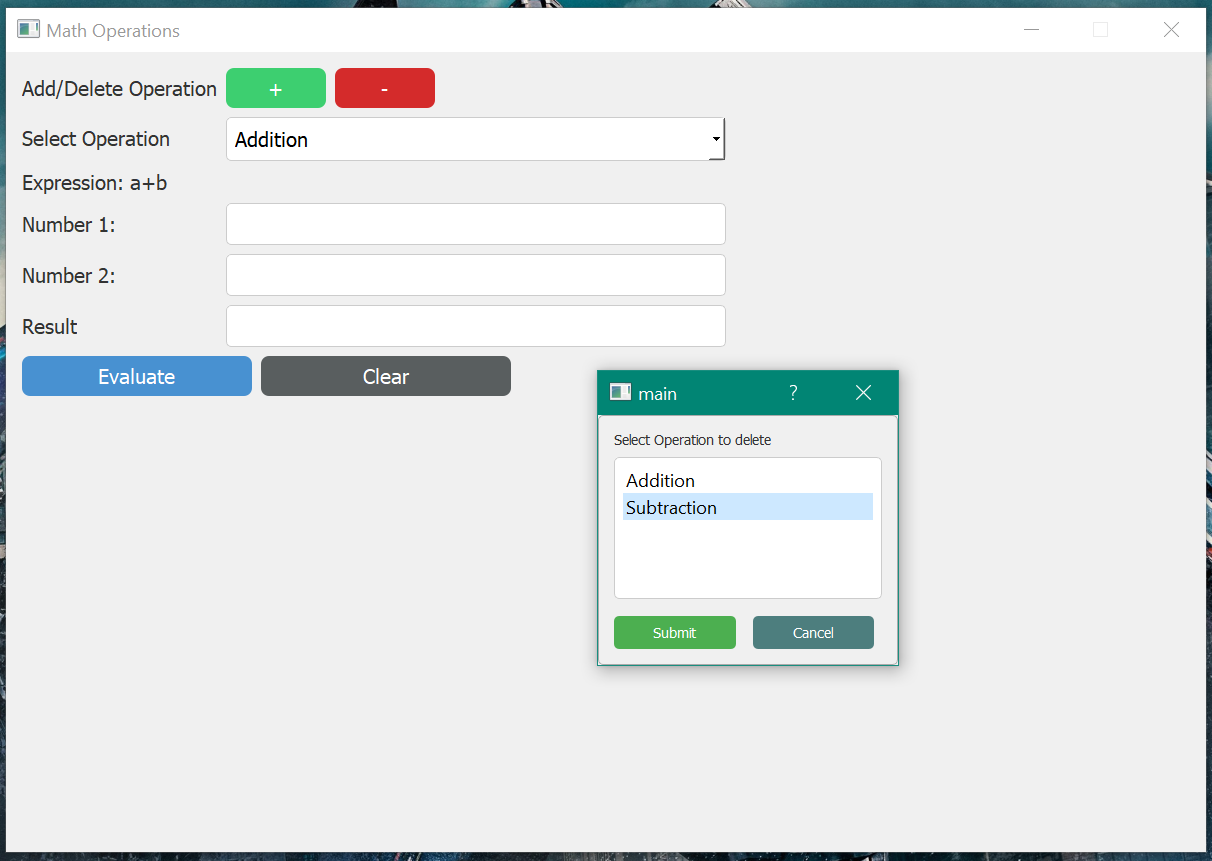 Math Operations
Add/Delete Operation + -
Select Operation Addition
Expression: a+b
Number 1:
Number 2:
Result
Evaluate Clear
main ?
Select Operation to delete
Addition
Subtraction
Submit Cancel